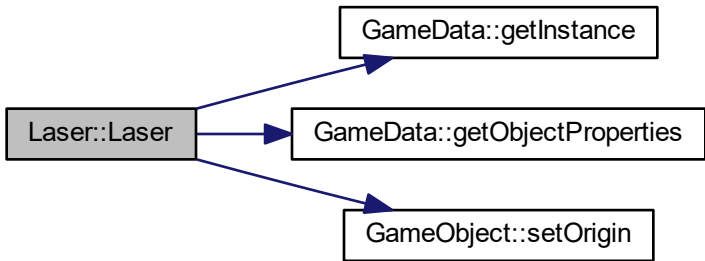 GameData::getInstance
Laser::Laser
GameData::getObjectProperties
GameObject::setOrigin